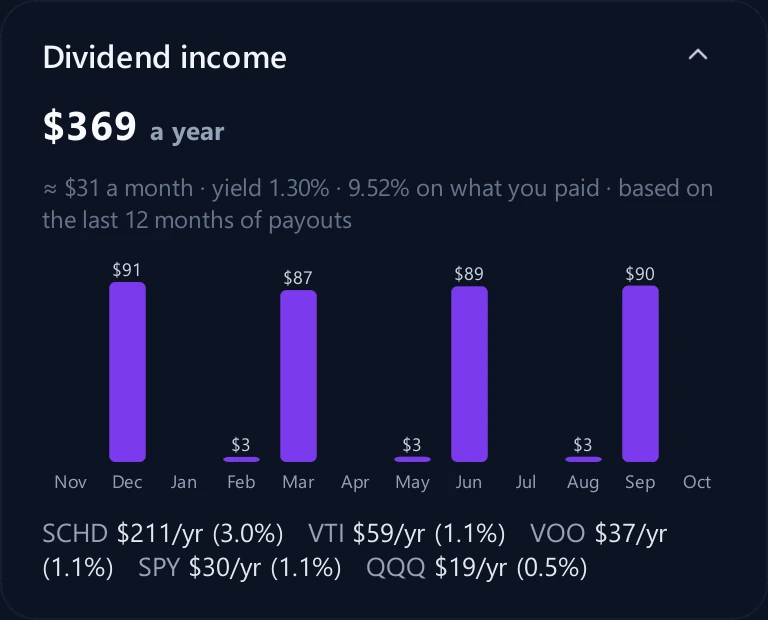 Dividend income
$369 a year
≈ $31 a month · yield 1.30% · 9.52% on what you paid · based on
the last 12 months of payouts
$91 $87 $89 $90
$3 $3 $3
Nov Dec Jan Feb Mar Apr May Jun Jul Aug Sep Oct
SCHD $211/yr (3.0%) VTI $59/yr (1.1%) VOO $37/yr
(1.1%) SPY $30/yr (1.1%) QQQ $19/yr (0.5%)